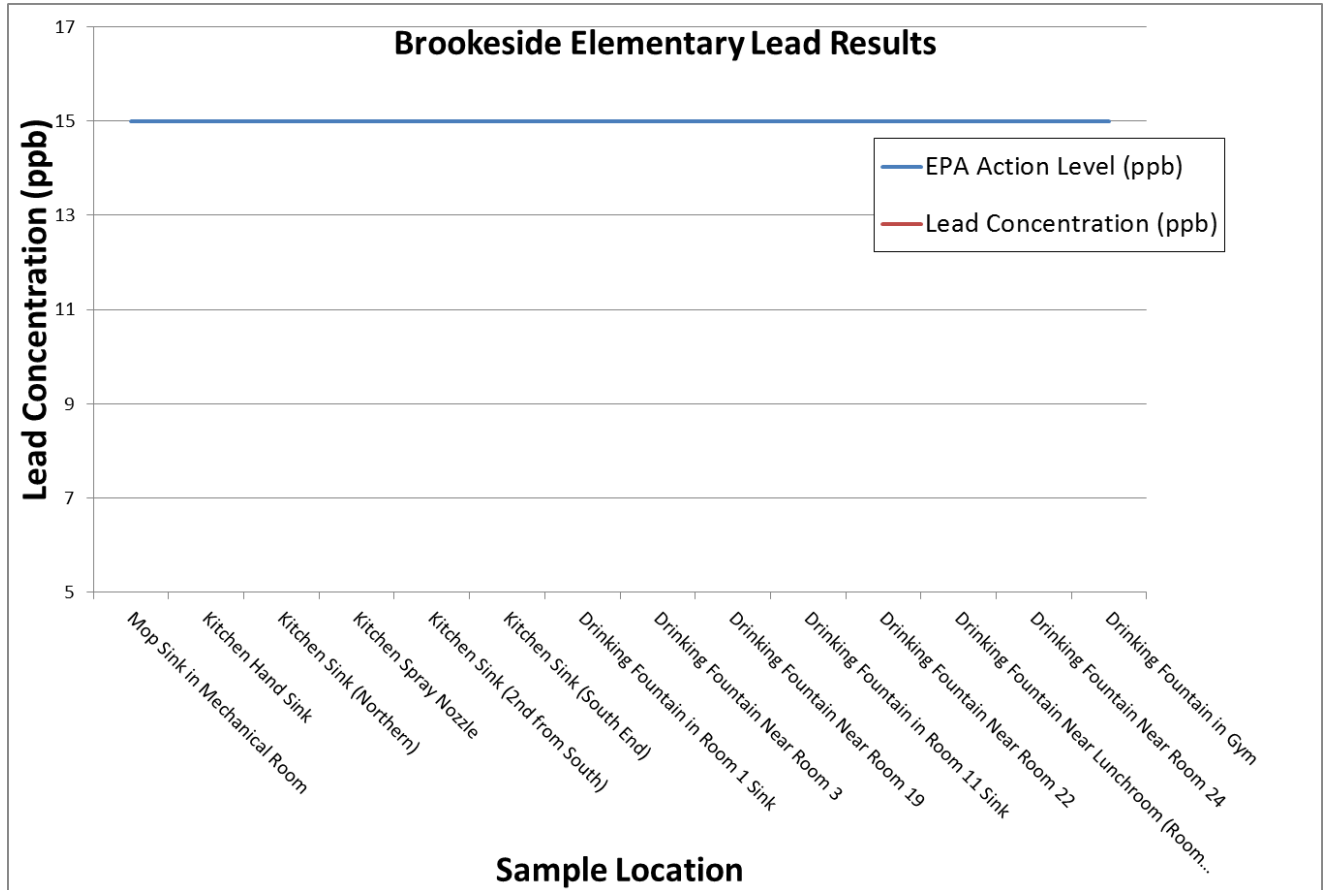 Brookeside Elementary Lead Results
Lead Concentration (ppb)
17
15
13
11
9
7
5
EPA Action Level (ppb)
Lead Concentration (ppb)
Mop Sink in Mechanical Room
Kitchen Hand Sink
Kitchen Sink (Northern)
Kitchen Spray Nozzle
Kitchen Sink (2nd from South)
Kitchen Sink (South End)
Drinking Fountain in Room 1 Sink
Drinking Fountain Near Room 3
Drinking Fountain Near Room 19
Drinking Fountain in Room 11 Sink
Drinking Fountain Near Room 22
Drinking Fountain Near Lunchroom (Room...
Drinking Fountain Near Room 24
Drinking Fountain in Gym
Sample Location